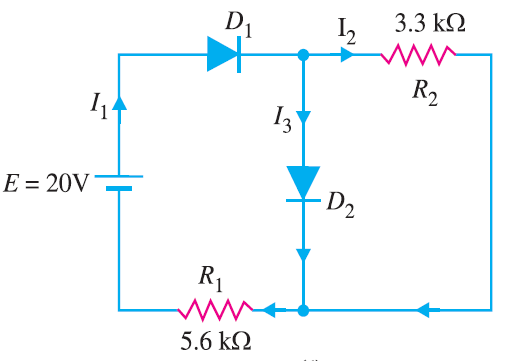 D₁
I₂
3.3 kΩ
R₂
I₁
I₃
E = 20V
D₂
R₁
5.6 kΩ